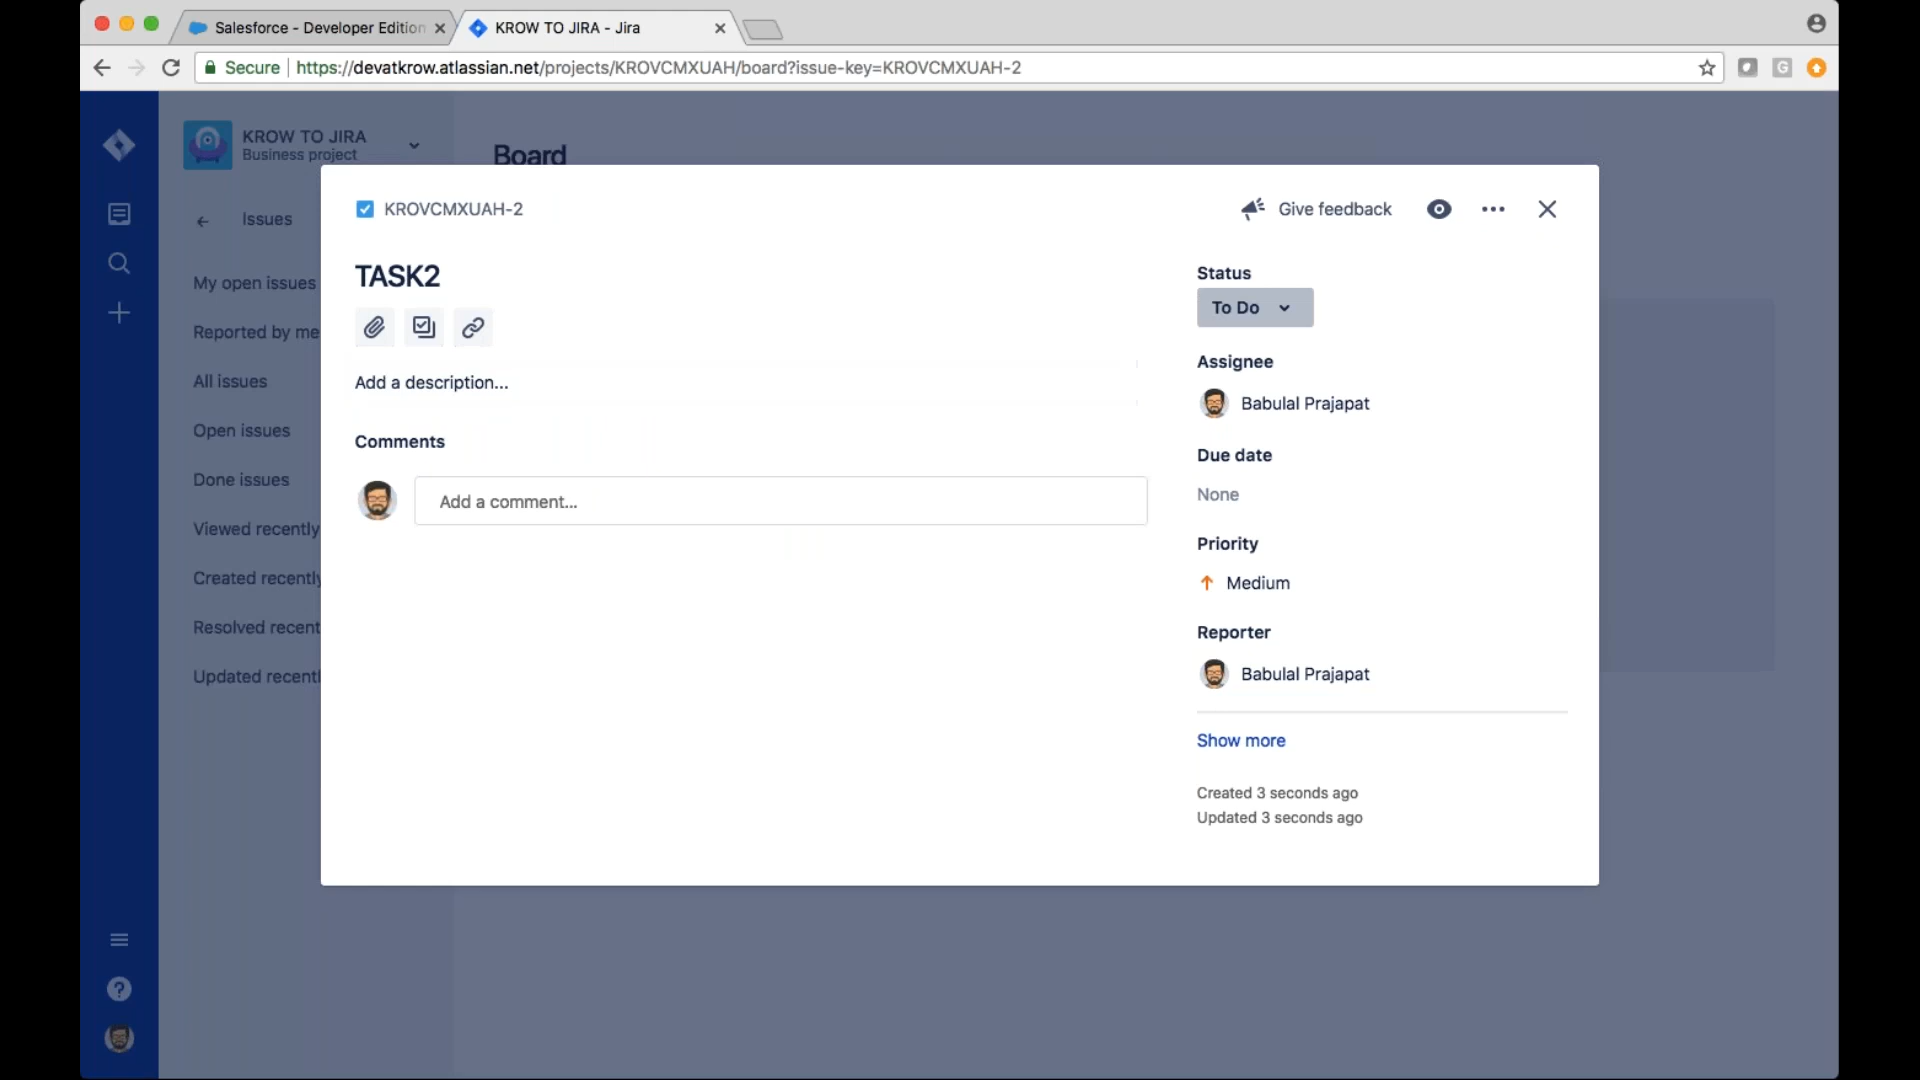 Salesforce - Developer Edition
KROW TO JIRA - Jira
Secure
https://devatkrow.atlassian.net/projects/KROVCMXUAH/board?issue-key=KROVCMXUAH-2
G
KROW TO JIRA
Business project
Board
Issues
My open issues
Reported by me
All issues
Open issues
Done issues
Viewed recently
Created recently
Resolved recent
Updated recentl
KROVCMXUAH-2
Give feedback
TASK2
Add a description...
Comments
Add a comment...
Status
To Do
Assignee
Babulal Prajapat
Due date
None
Priority
Medium
Reporter
Babulal Prajapat
Show more
Created 3 seconds ago
Updated 3 seconds ago